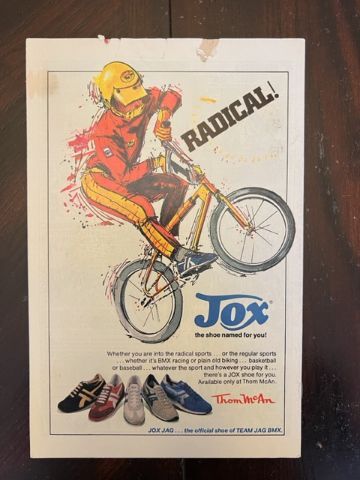 RADICAL!
JOX®
the shoe named for you!
Whether you are into the radical sports . . . or the regular sports
. . . whether it's BMX racing or plain old biking . . . basketball
or baseball . . . whatever the sport and however you play it . . .
there's a JOX shoe for you.
Available only at Thom McAn.
Thom McAn
JOX JAG . . . the official shoe of TEAM JAG BMX.